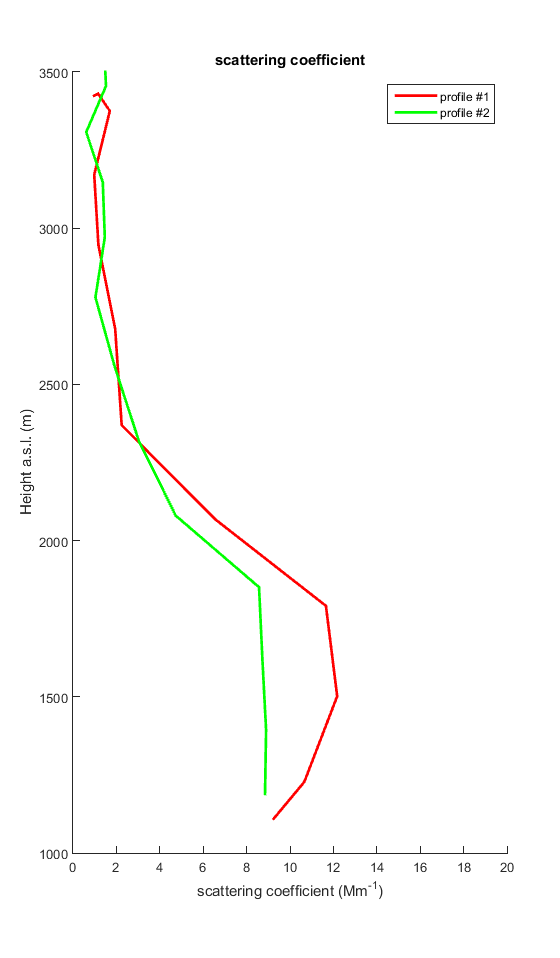 scattering coefficient
profile #1
profile #2
3500
3000
2500
2000
1500
1000
Height a.s.l. (m)
0 2 4 6 8 10 12 14 16 18 20
scattering coefficient (Mm⁻¹)